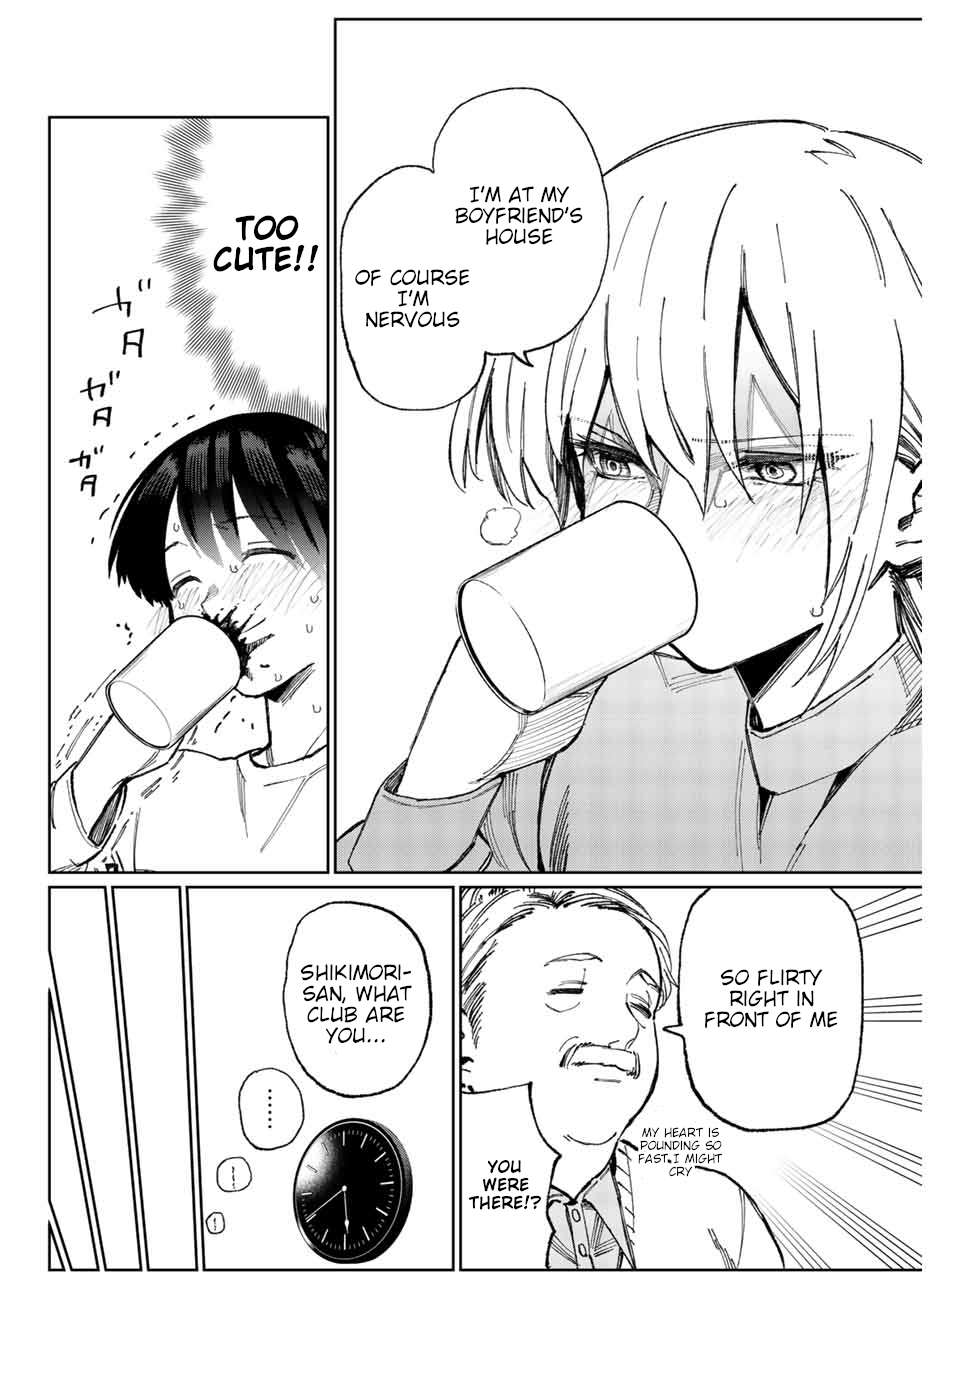 I'M AT MY
BOYFRIEND'S
HOUSE
OF COURSE
I'M
NERVOUS
TOO
CUTE!!
ガタ
ガタ
ガタ
SO FLIRTY
RIGHT IN
FRONT OF ME
MY HEART IS
POUNDING SO
FAST.I MIGHT
CRY
YOU
WERE
THERE!?
SHIKIMORI-
SAN, WHAT
CLUB ARE
YOU...
......